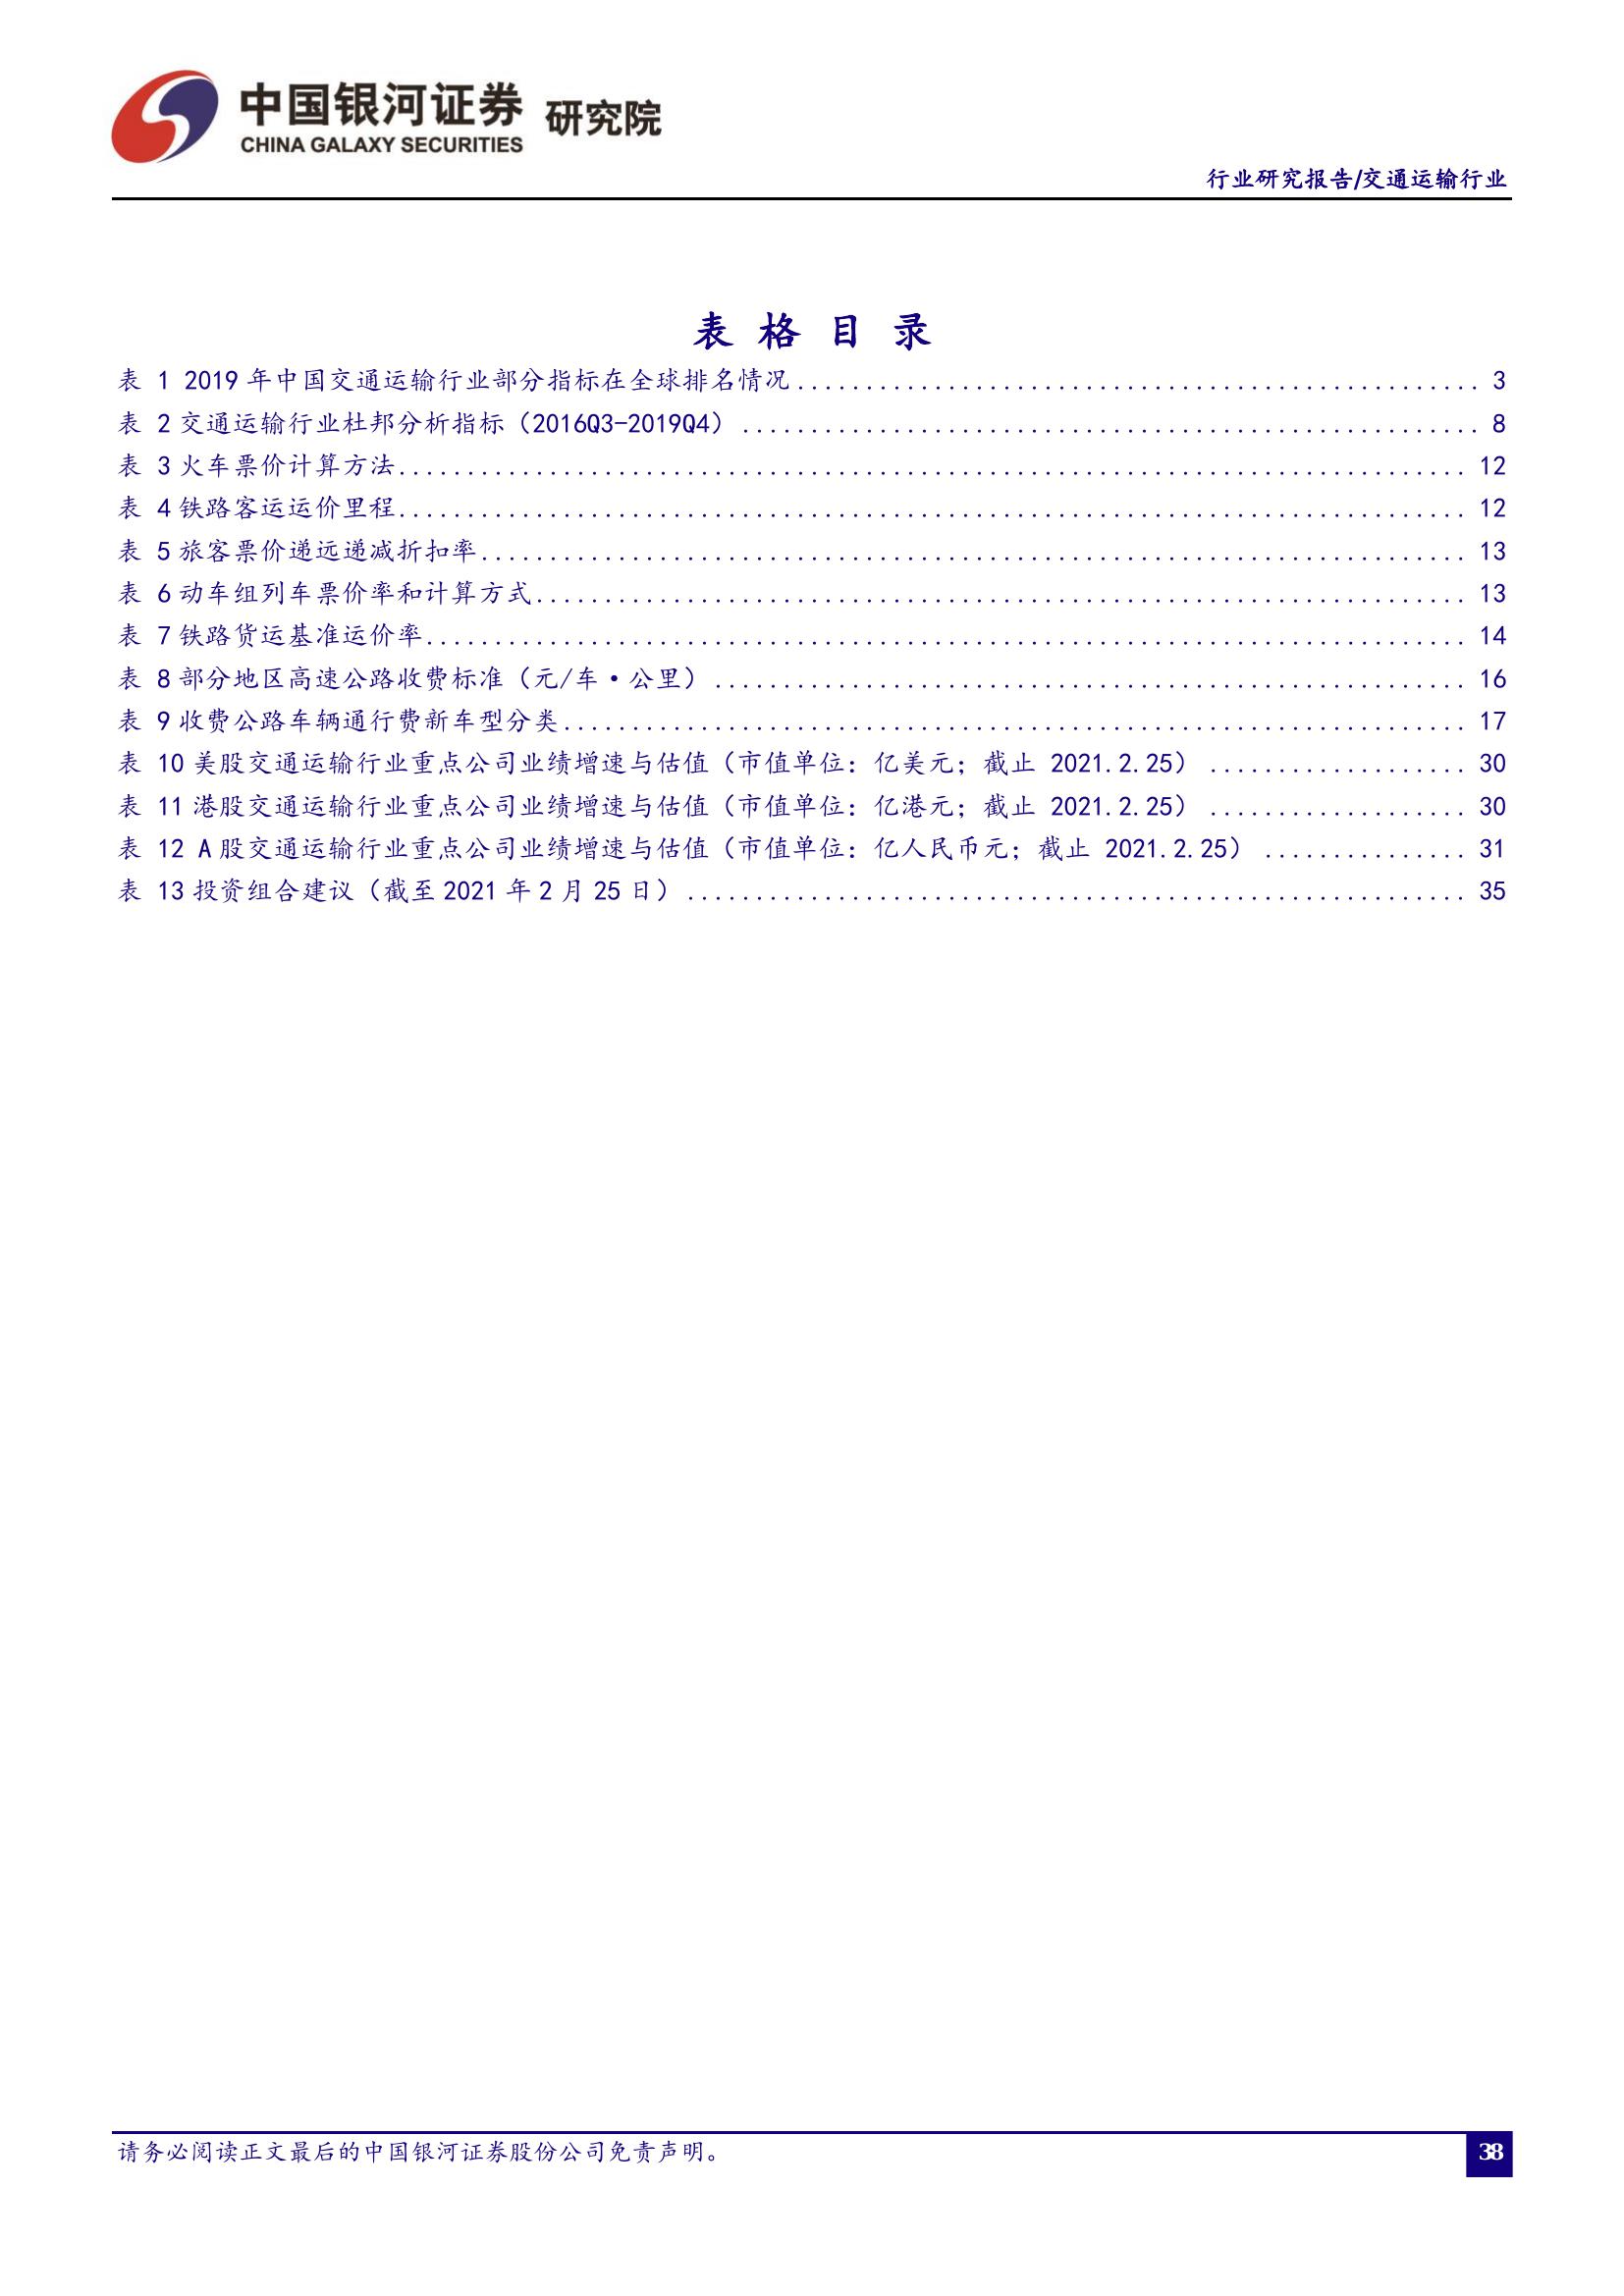 中国银河证券 研究院
CHINA GALAXY SECURITIES
行业研究报告/交通运输行业
表 格 目 录
表 1 2019 年中国交通运输行业部分指标在全球排名情况.................................................. 3
表 2 交通运输行业杜邦分析指标（2016Q3-2019Q4）...................................................... 8
表 3 火车票价计算方法.............................................................................. 12
表 4 铁路客运运价里程.............................................................................. 12
表 5 旅客票价递远递减折扣率........................................................................ 13
表 6 动车组列车票价率和计算方式.................................................................... 13
表 7 铁路货运基准运价率............................................................................ 14
表 8 部分地区高速公路收费标准（元/车·公里）....................................................... 16
表 9 收费公路车辆通行费新车型分类.................................................................. 17
表 10 美股交通运输行业重点公司业绩增速与估值（市值单位：亿美元；截止 2021.2.25）................... 30
表 11 港股交通运输行业重点公司业绩增速与估值（市值单位：亿港元；截止 2021.2.25）................... 30
表 12 A 股交通运输行业重点公司业绩增速与估值（市值单位：亿人民币元；截止 2021.2.25）............... 31
表 13 投资组合建议（截至 2021 年 2 月 25 日）......................................................... 35
请务必阅读正文最后的中国银河证券股份公司免责声明。
38